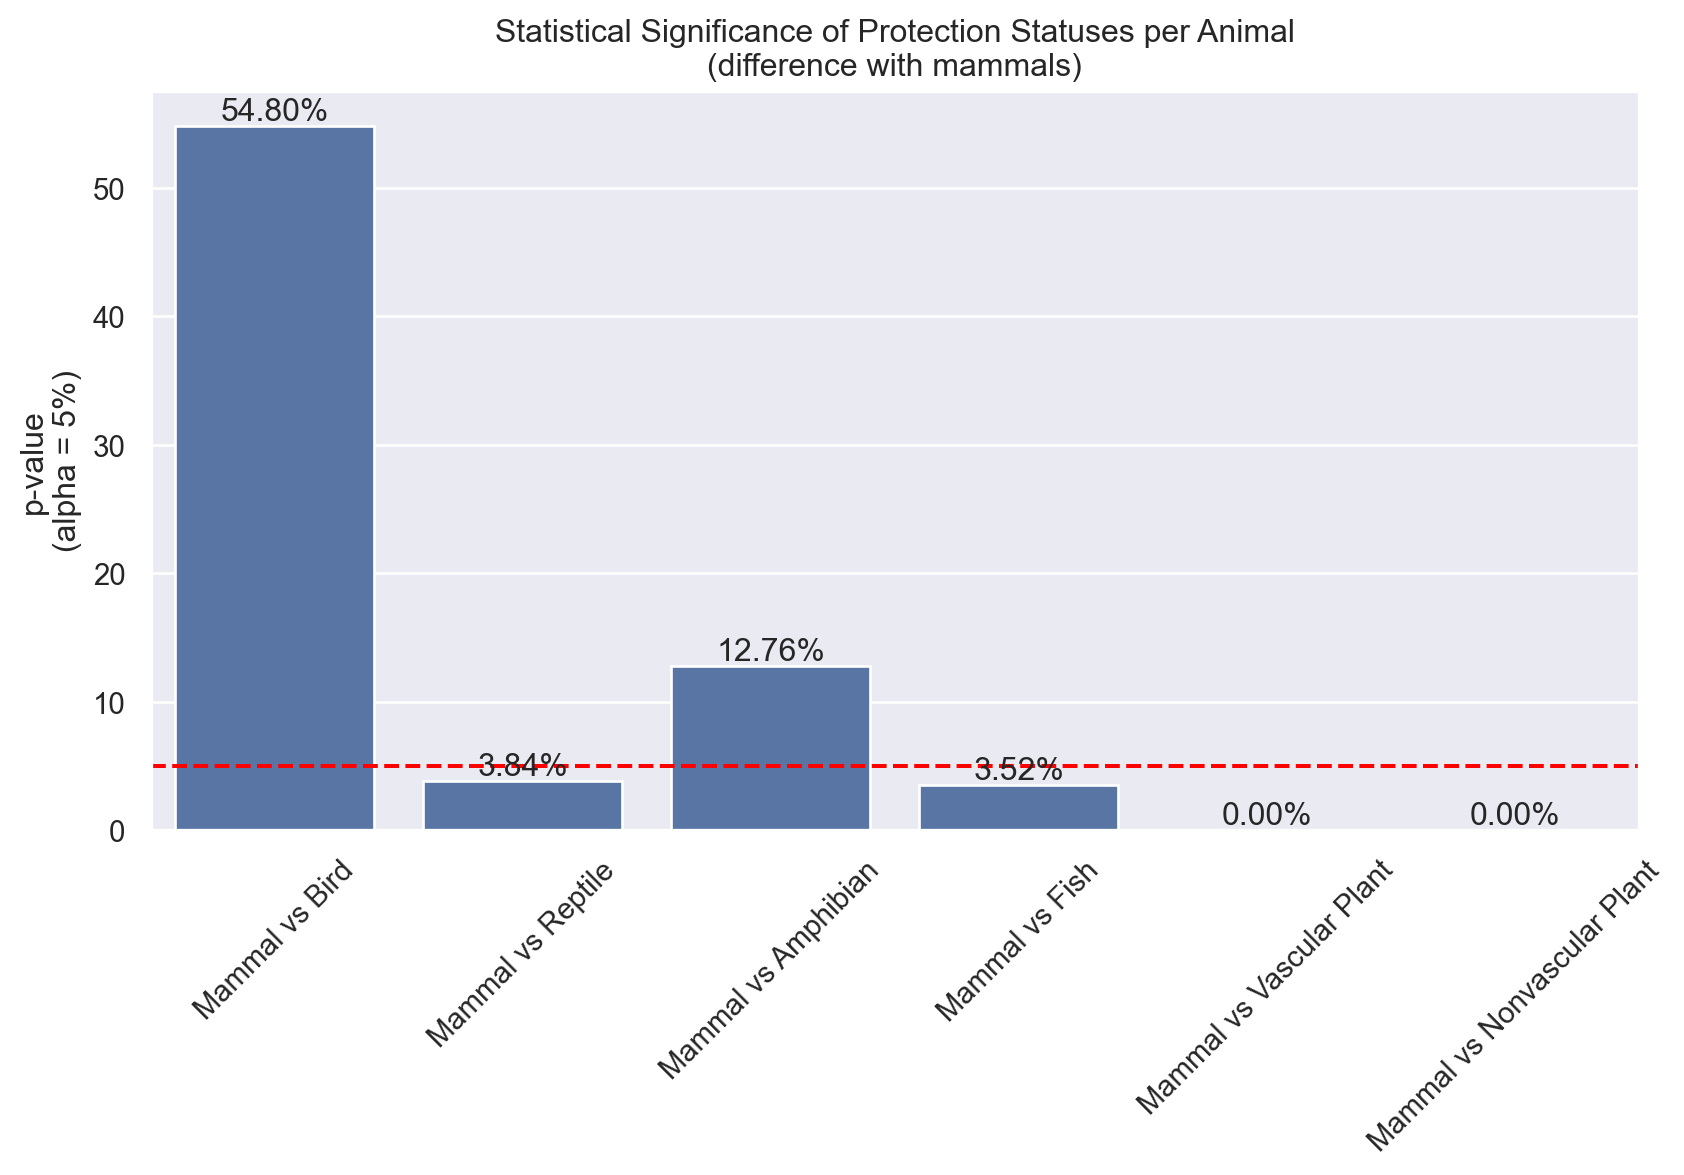 Statistical Significance of Protection Statuses per Animal
(difference with mammals)
p-value
(alpha = 5%)
50
40
30
20
10
0
54.80%
3.84%
12.76%
3.52%
0.00%
0.00%
Mammal vs Bird
Mammal vs Reptile
Mammal vs Amphibian
Mammal vs Fish
Mammal vs Vascular Plant
Mammal vs Nonvascular Plant